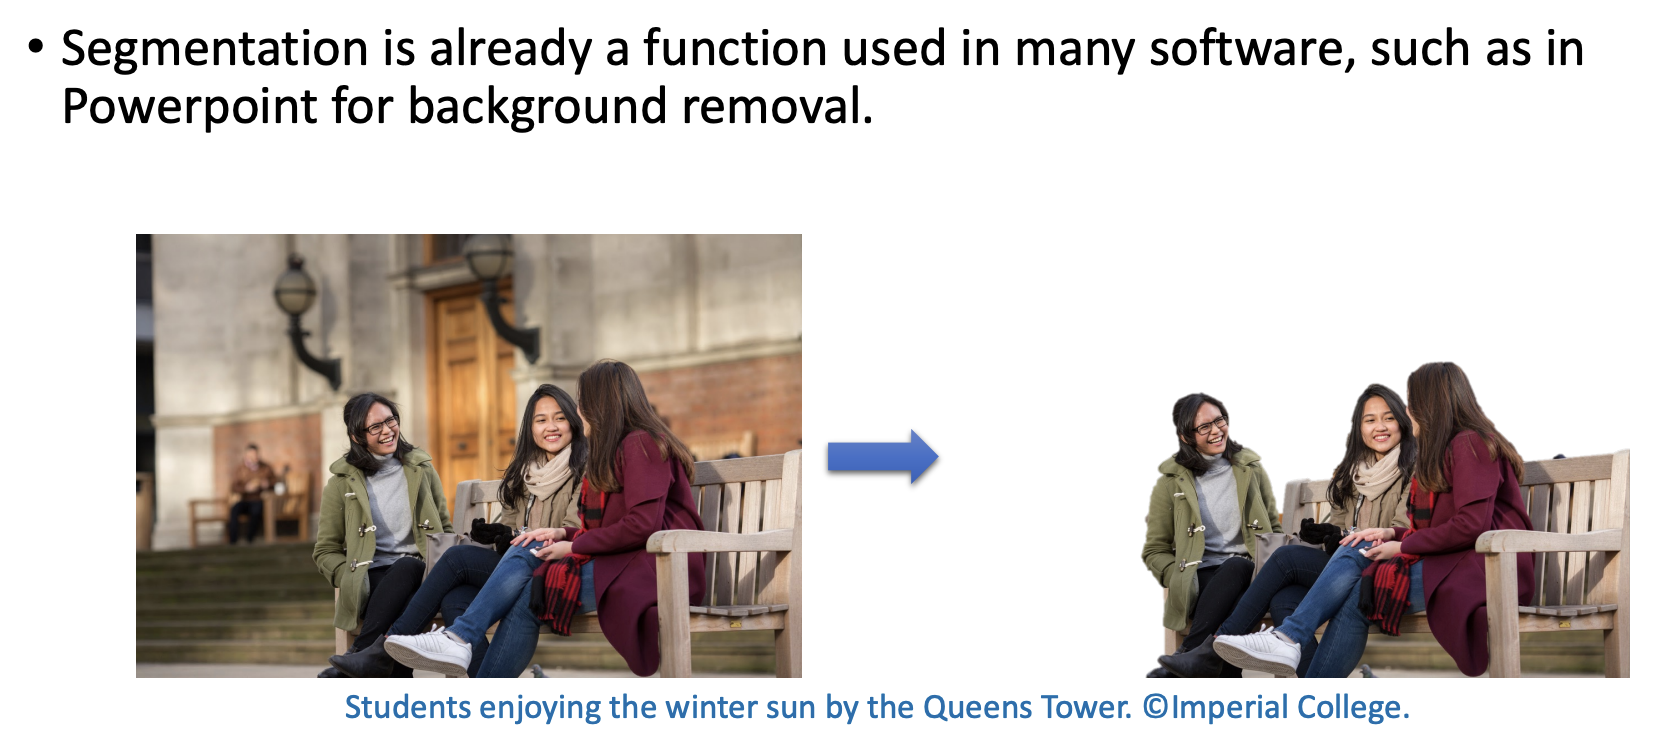 • Segmentation is already a function used in many software, such as in
Powerpoint for background removal.
Students enjoying the winter sun by the Queens Tower. ©Imperial College.